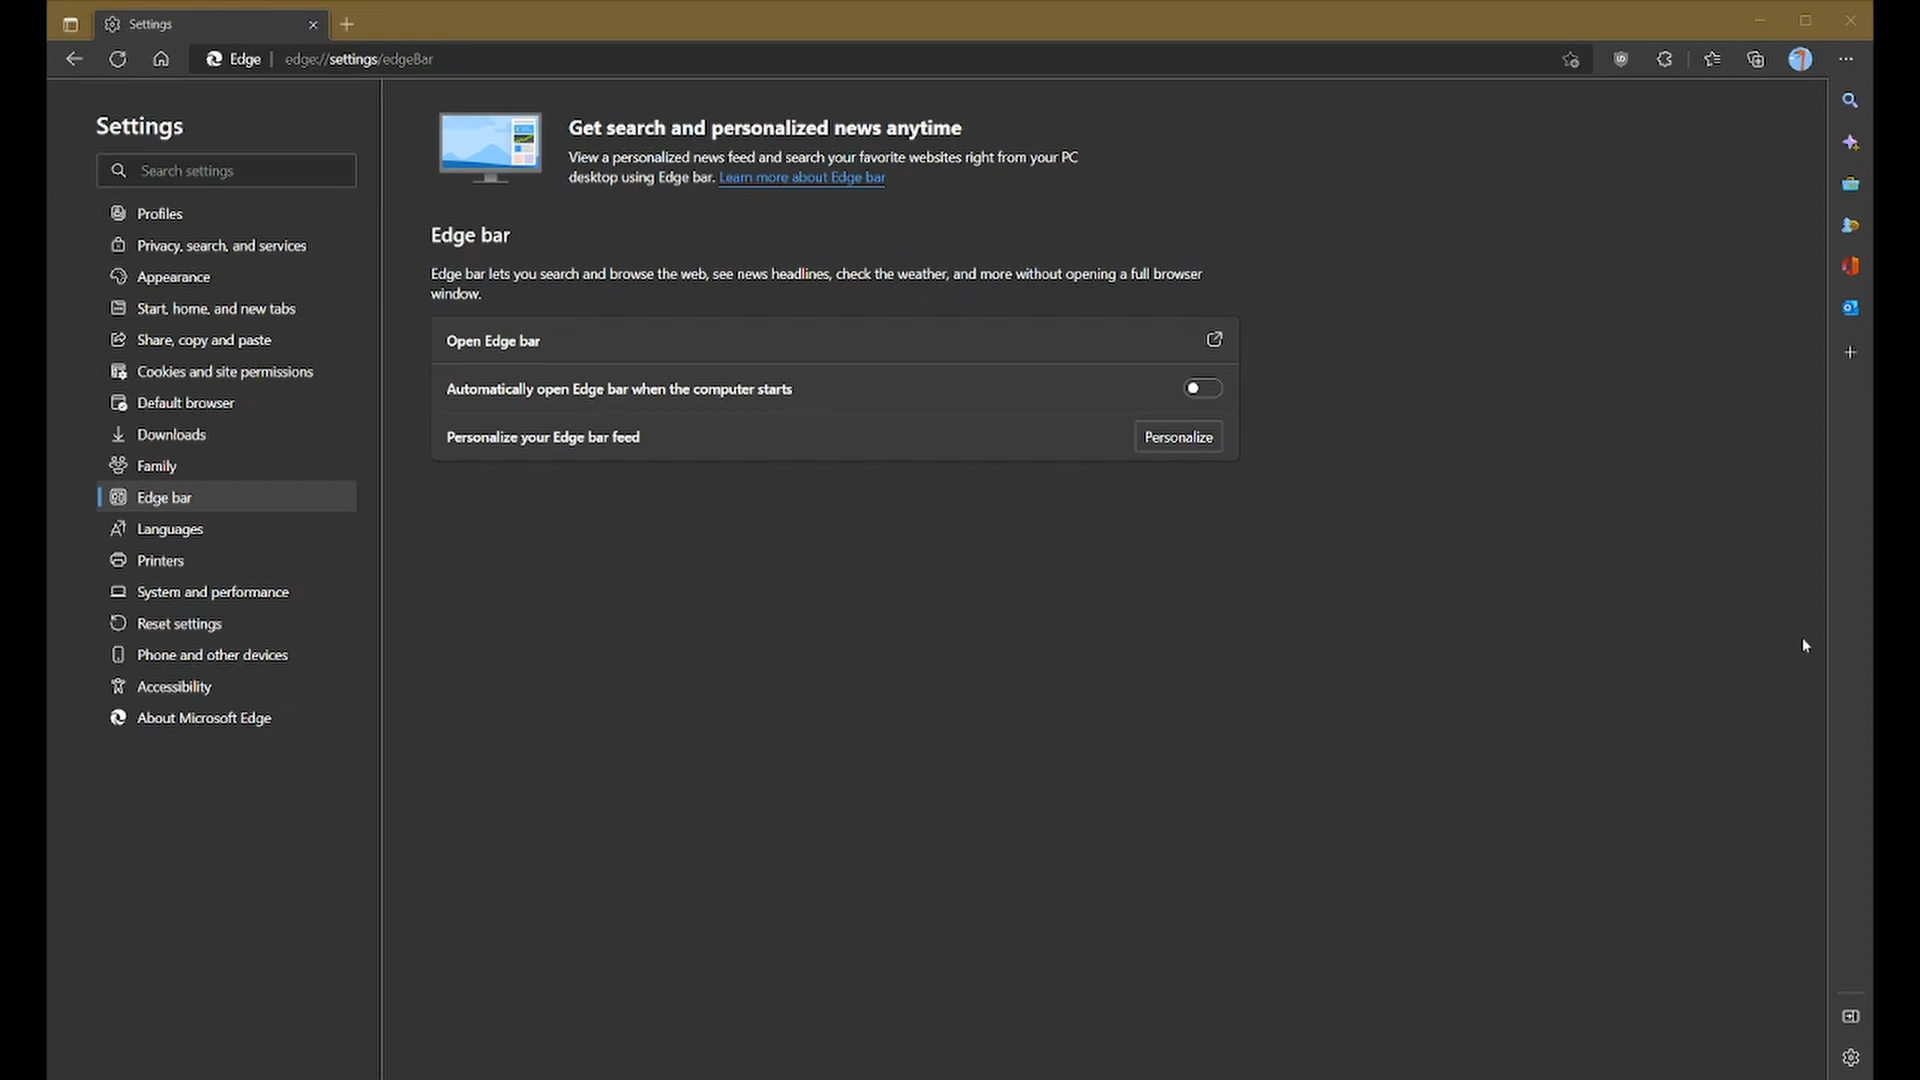 Settings
Edge
edge://settings/edgeBar
Settings
Search settings
Profiles
Privacy, search, and services
Appearance
Start, home, and new tabs
Share, copy and paste
Cookies and site permissions
Default browser
Downloads
Family
Edge bar
Languages
Printers
System and performance
Reset settings
Phone and other devices
Accessibility
About Microsoft Edge
Get search and personalized news anytime
View a personalized news feed and search your favorite websites right from your PC
desktop using Edge bar. Learn more about Edge bar
Edge bar
Edge bar lets you search and browse the web, see news headlines, check the weather, and more without opening a full browser
window.
Open Edge bar
Automatically open Edge bar when the computer starts
Personalize your Edge bar feed
Personalize